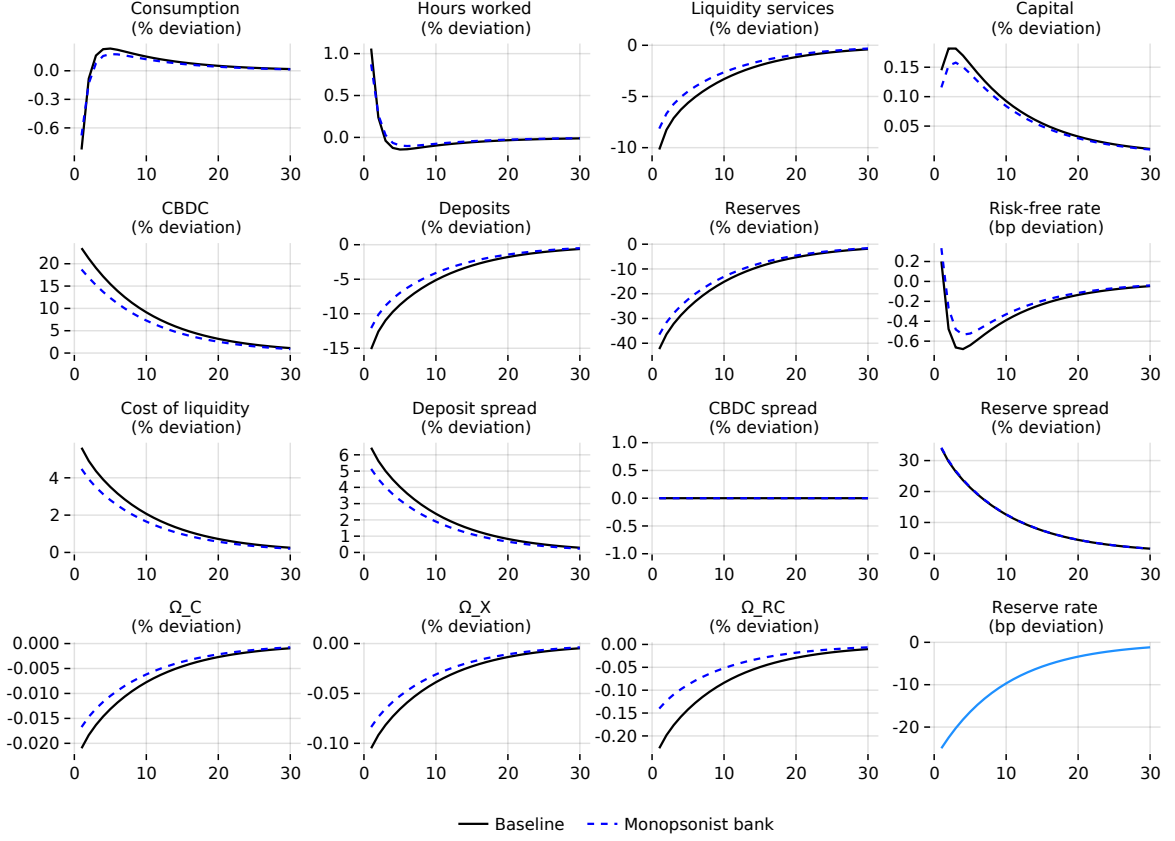 Consumption
(% deviation)
0.0
-0.3
-0.6
0 10 20 30
Hours worked
(% deviation)
1.0
0.5
0.0
0 10 20 30
Liquidity services
(% deviation)
0
-5
-10
0 10 20 30
Capital
(% deviation)
0.15
0.10
0.05
0 10 20 30
CBDC
(% deviation)
20
15
10
5
0
0 10 20 30
Deposits
(% deviation)
0
-5
-10
-15
0 10 20 30
Reserves
(% deviation)
0
-10
-20
-30
-40
0 10 20 30
Risk-free rate
(bp deviation)
0.2
0.0
-0.2
-0.4
-0.6
0 10 20 30
Cost of liquidity
(% deviation)
4
2
0
0 10 20 30
Deposit spread
(% deviation)
6
5
4
3
2
1
0
0 10 20 30
CBDC spread
(% deviation)
1.0
0.5
0.0
-0.5
-1.0
0 10 20 30
Reserve spread
(% deviation)
30
20
10
0
0 10 20 30
Ω_C
(% deviation)
0.000
-0.005
-0.010
-0.015
-0.020
0 10 20 30
Ω_X
(% deviation)
0.00
-0.05
-0.10
0 10 20 30
Ω_RC
(% deviation)
0.00
-0.05
-0.10
-0.15
-0.20
0 10 20 30
Reserve rate
(bp deviation)
0
-10
-20
0 10 20 30
Baseline
Monopsonist bank